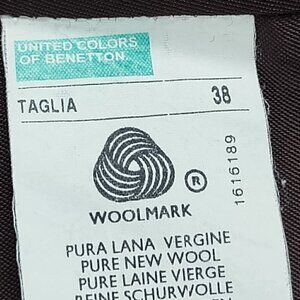 UNITED COLORS
OF BENETTON
TAGLIA 38
®
WOOLMARK
1616189
PURA LANA VERGINE
PURE NEW WOOL
PURE LAINE VIERGE
REINE SCHURWOLLE